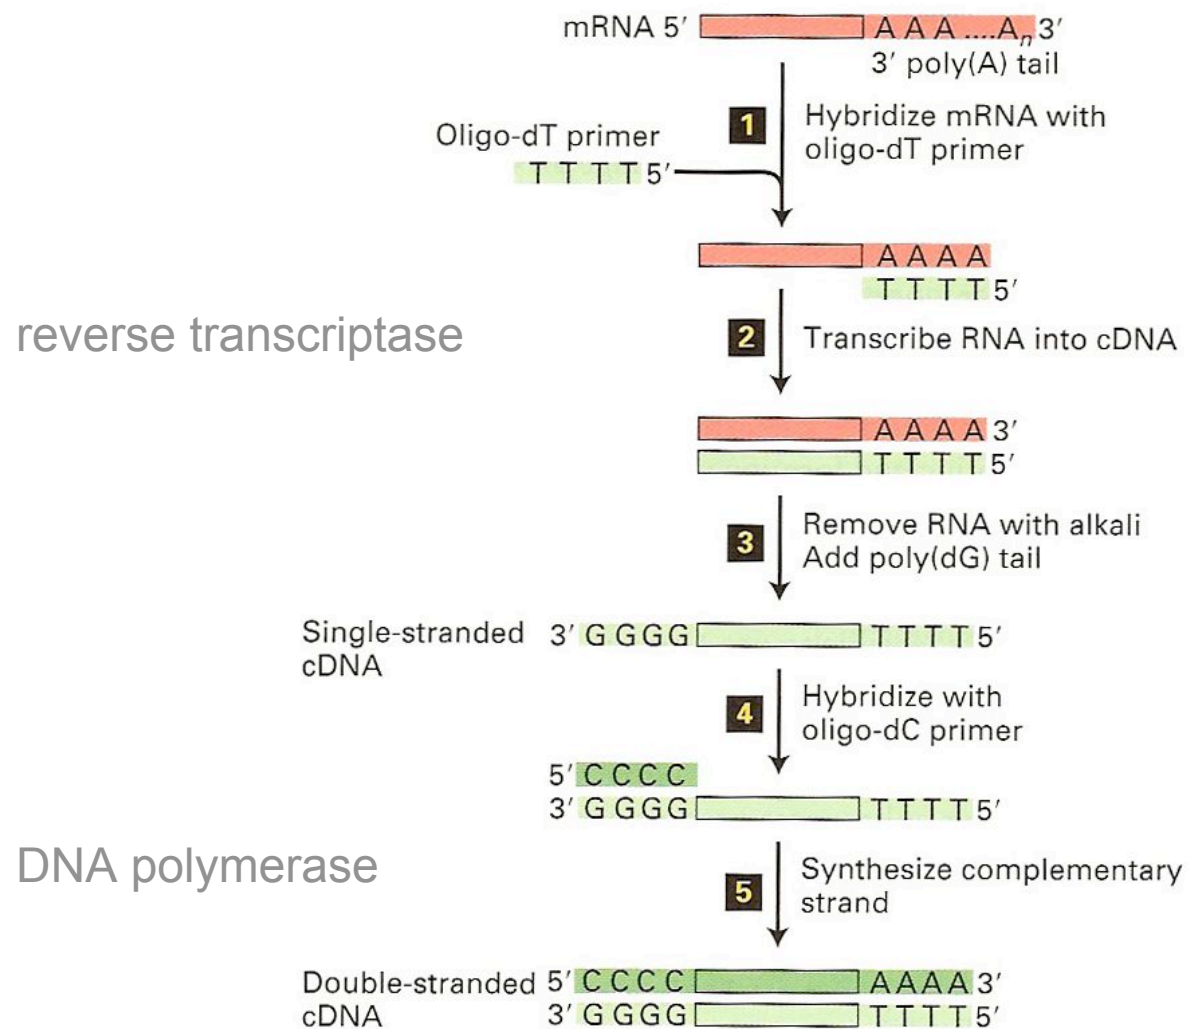 mRNA 5′ A A A ....Aₙ 3′
3′ poly(A) tail
1 Hybridize mRNA with
oligo-dT primer
Oligo-dT primer
T T T T 5′
A A A A
T T T T 5′
reverse transcriptase
2 Transcribe RNA into cDNA
A A A A 3′
T T T T 5′
3 Remove RNA with alkali
Add poly(dG) tail
Single-stranded
cDNA
3′ G G G G T T T T 5′
4 Hybridize with
oligo-dC primer
5′ C C C C
3′ G G G G T T T T 5′
DNA polymerase
5 Synthesize complementary
strand
Double-stranded
cDNA
5′ C C C C A A A A 3′
3′ G G G G T T T T 5′